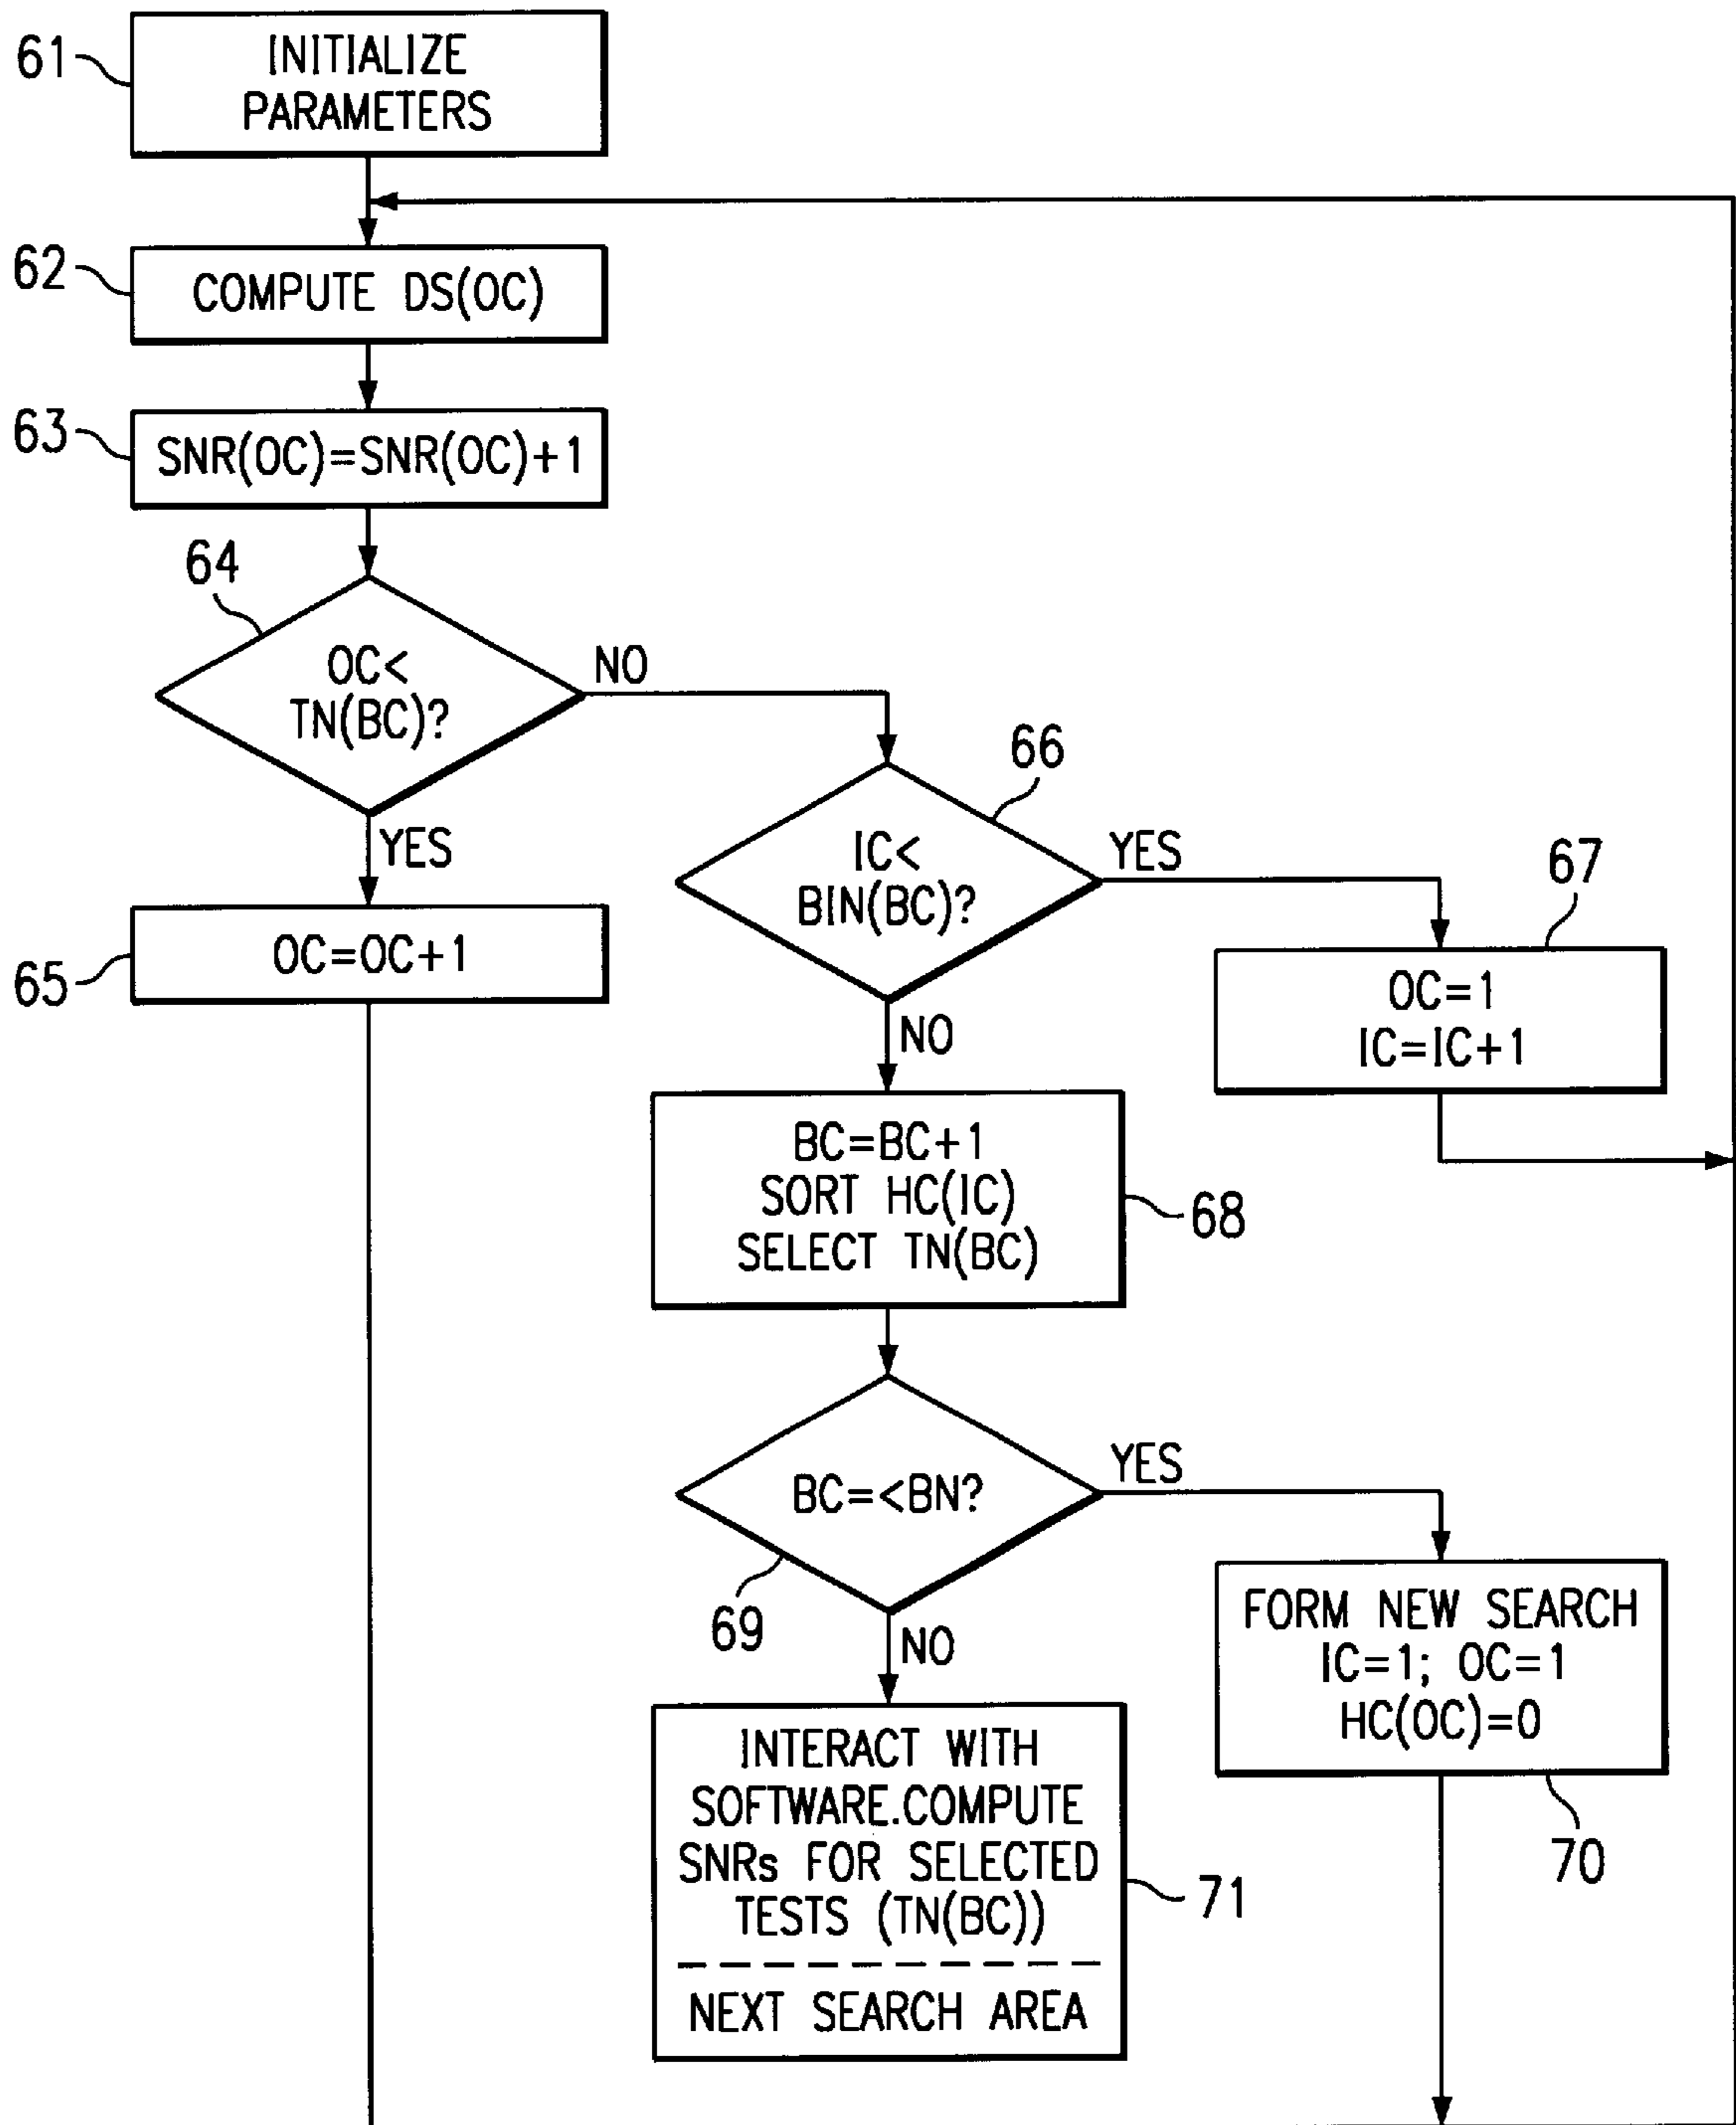 61
INITIALIZE
PARAMETERS
62
COMPUTE DS(OC)
63
SNR(OC)=SNR(OC)+1
64
OC<
TN(BC)?
NO
YES
65
OC=OC+1
66
IC<
BIN(BC)?
YES
NO
67
OC=1
IC=IC+1
BC=BC+1
SORT HC(IC)
SELECT TN(BC)
68
BC=<BN?
YES
69
NO
FORM NEW SEARCH
IC=1; OC=1
HC(OC)=0
70
INTERACT WITH
SOFTWARE.COMPUTE
SNRs FOR SELECTED
TESTS (TN(BC))
NEXT SEARCH AREA
71